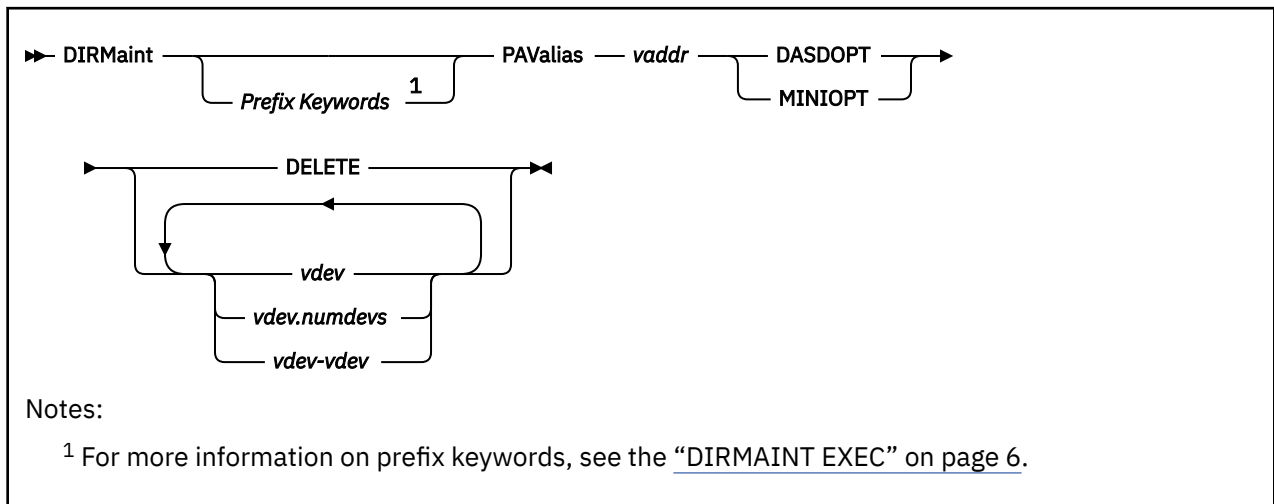 DIRMaint PAValias vaddr DASDOPT
Prefix Keywords 1 MINIOPT
DELETE
vdev
vdev.numdevs
vdev-vdev
Notes:
1 For more information on prefix keywords, see the “DIRMAINT EXEC” on page 6.